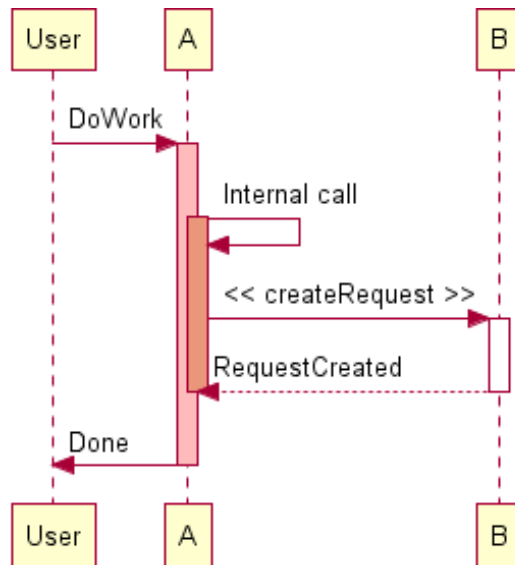 User A B
DoWork
Internal call
<< createRequest >>
RequestCreated
Done
User A B